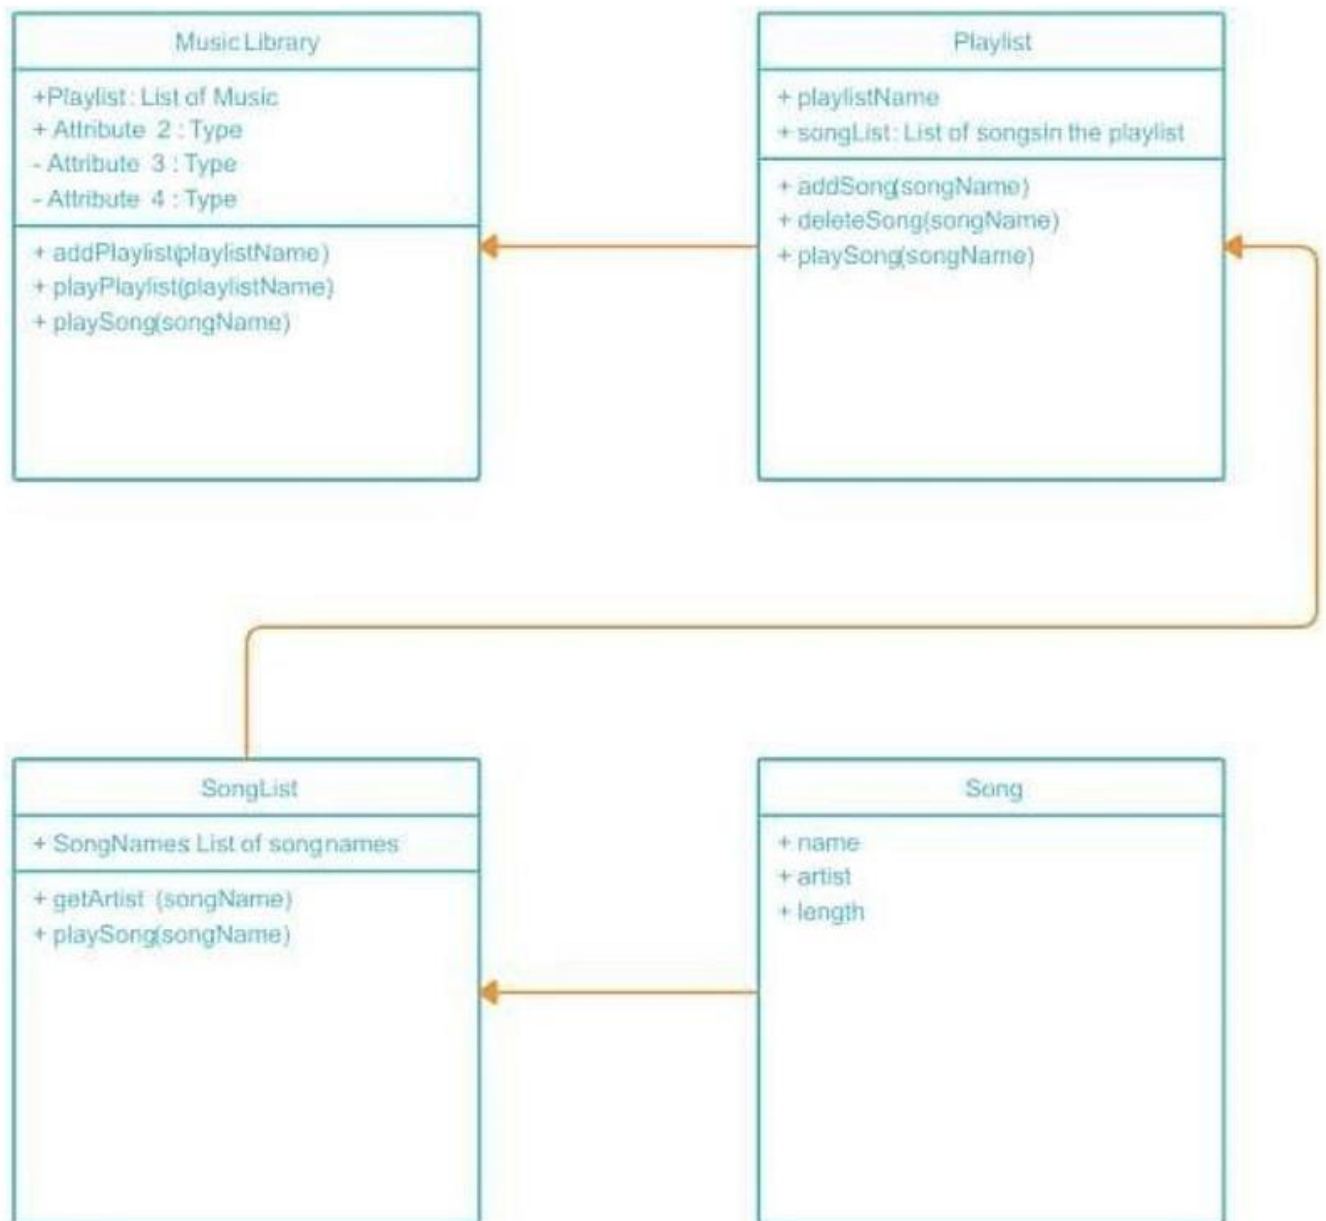 Music Library
+Playlist: List of Music
+ Attribute 2 : Type
- Attribute 3 : Type
- Attribute 4 : Type
+ addPlaylist(playlistName)
+ playPlaylist(playlistName)
+ playSong(songName)
Playlist
+ playlistName
+ songList: List of songsin the playlist
+ addSong(songName)
+ deleteSong(songName)
+ playSong(songName)
SongList
+ SongNames List of songnames
+ getArtist (songName)
+ playSong(songName)
Song
+ name
+ artist
+ length